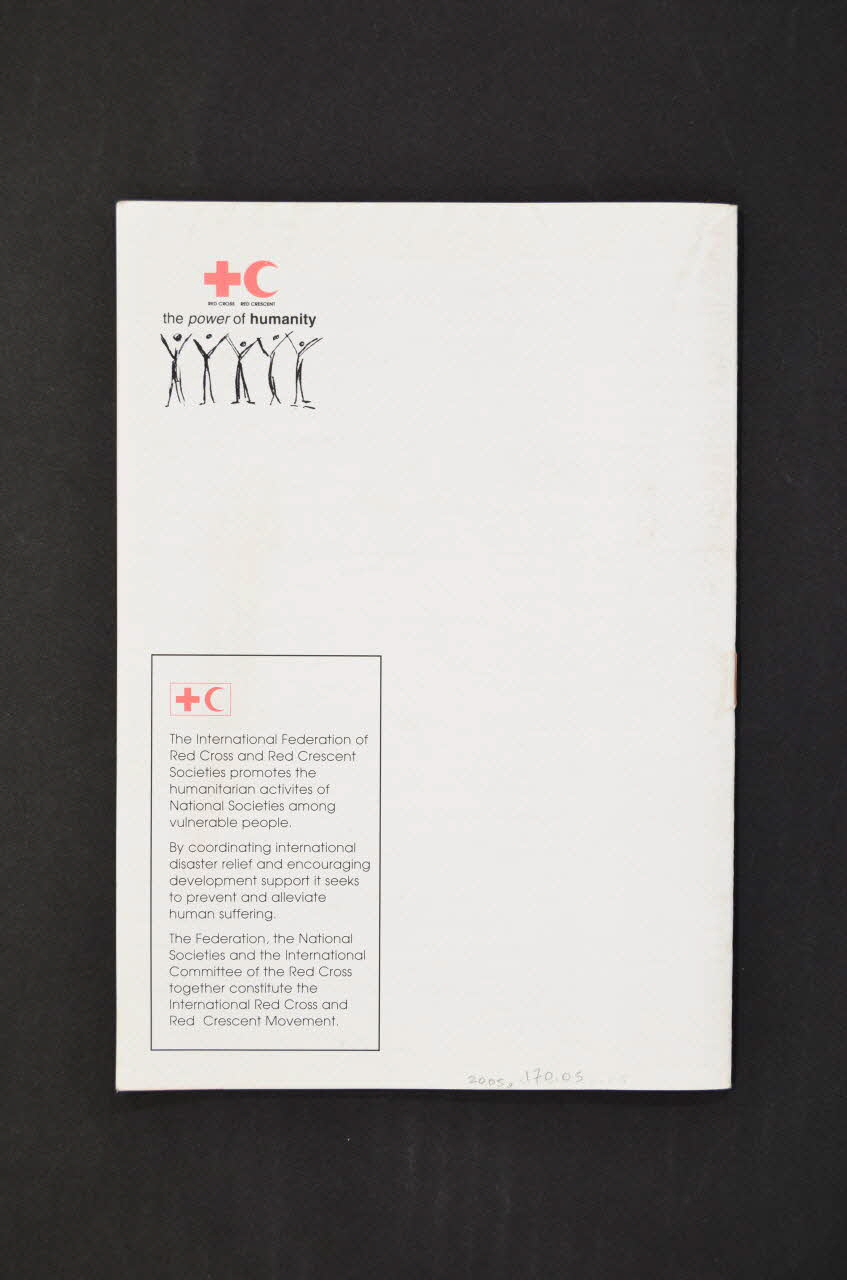 RED CROSS RED CRESCENT
the power of humanity
The International Federation of
Red Cross and Red Crescent
Societies promotes the
humanitarian activites of
National Societies among
vulnerable people.
By coordinating international
disaster relief and encouraging
development support it seeks
to prevent and alleviate
human suffering.
The Federation, the National
Societies and the International
Committee of the Red Cross
together constitute the
International Red Cross and
Red Crescent Movement.
2005. 170.05